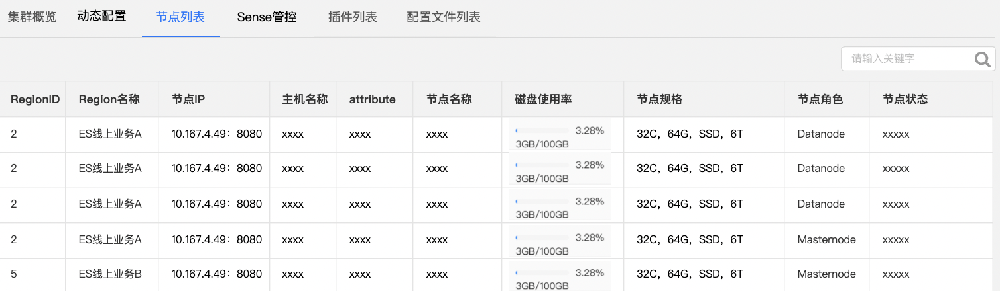 集群概览 动态配置 节点列表 Sense管控 插件列表 配置文件列表
请输入关键字
RegionID Region名称 节点IP 主机名称 attribute 节点名称 磁盘使用率 节点规格 节点角色 节点状态
2 ES线上业务A 10.167.4.49：8080 xxxx xxxx xxxx 3.28% 32C，64G，SSD，6T Datanode xxxxx
3GB/100GB
2 ES线上业务A 10.167.4.49：8080 xxxx xxxx xxxx 3.28% 32C，64G，SSD，6T Datanode xxxxx
3GB/100GB
2 ES线上业务A 10.167.4.49：8080 xxxx xxxx xxxx 3.28% 32C，64G，SSD，6T Datanode xxxxx
3GB/100GB
2 ES线上业务A 10.167.4.49：8080 xxxx xxxx xxxx 3.28% 32C，64G，SSD，6T Masternode xxxxx
3GB/100GB
5 ES线上业务B 10.167.4.49：8080 xxxx xxxx xxxx 3.28% 32C，64G，SSD，6T Masternode xxxxx
3GB/100GB